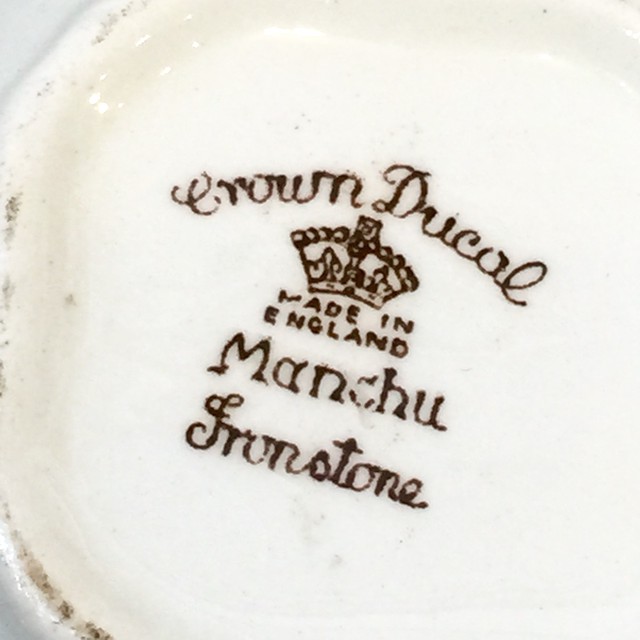 Crown Ducal
MADE IN
ENGLAND
Manchu
Ironstone